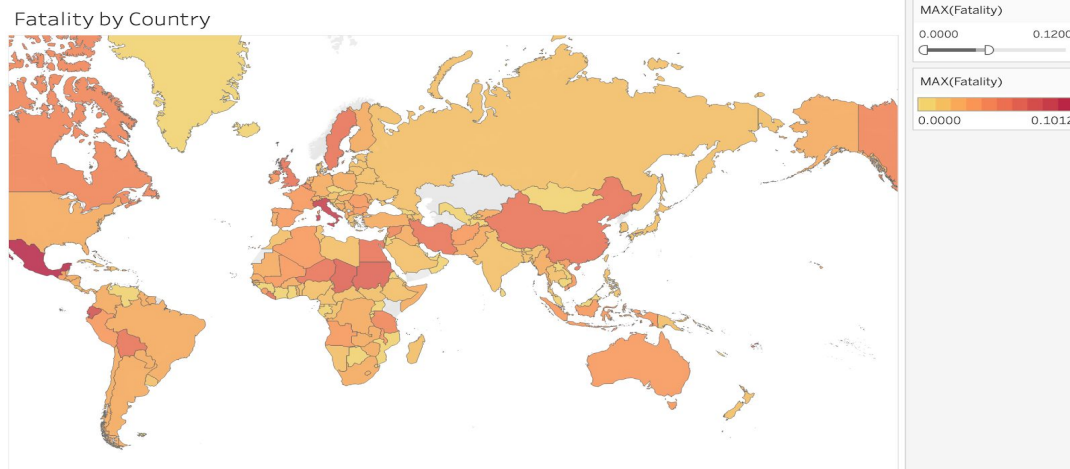 Fatality by Country
MAX(Fatality)
0.0000 0.1200
MAX(Fatality)
0.0000 0.1012